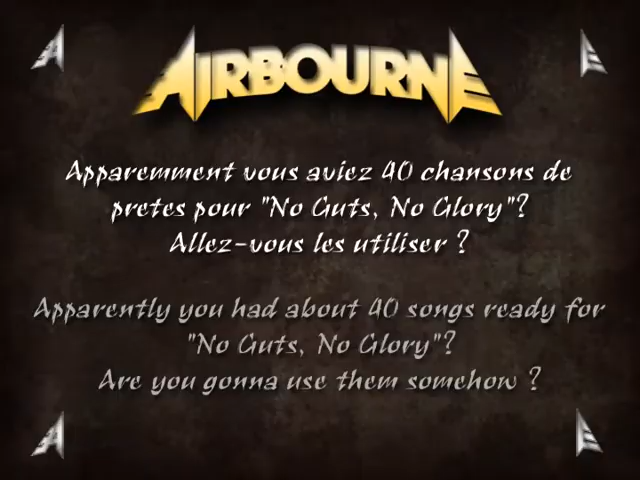 AIRBOURNE
Apparemment vous aviez 40 chansons de
pretes pour "No Guts, No Glory"?
Allez-vous les utiliser ?
Apparently you had about 40 songs ready for
"No Guts, No Glory"?
Are you gonna use them somehow ?